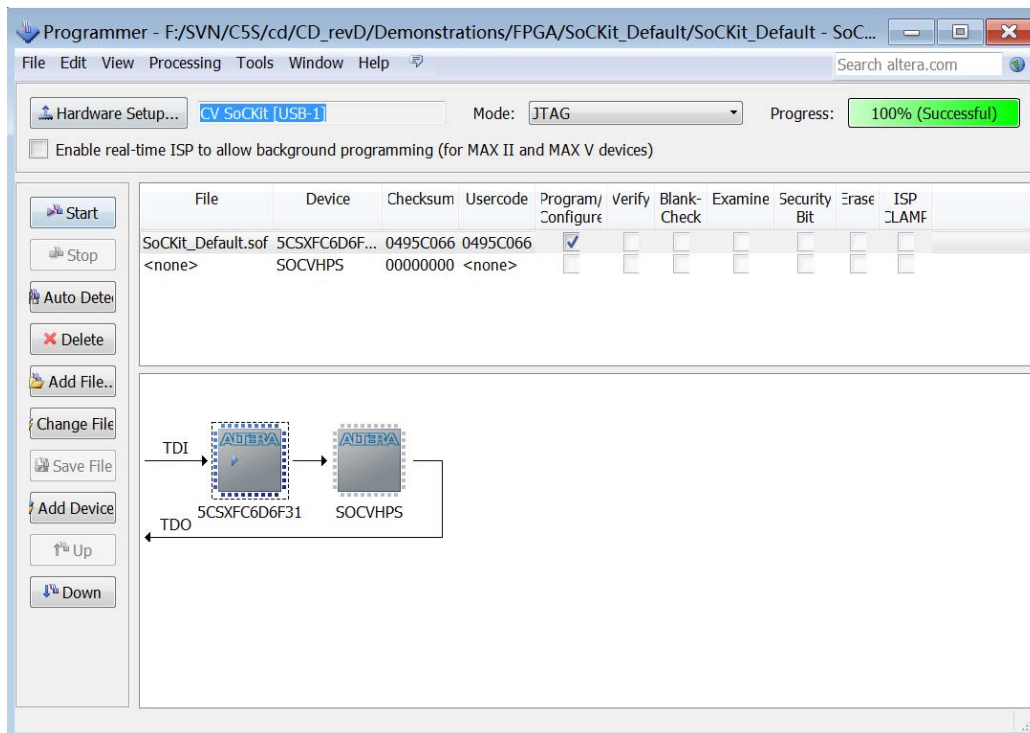 Programmer - F:/SVN/C5S/cd/CD_revD/Demonstrations/FPGA/SoCKit_Default/SoCKit_Default - SoC...
File Edit View Processing Tools Window Help
Search altera.com
Hardware Setup... CV SoCKit [USB-1] Mode: JTAG Progress: 100% (Successful)
Enable real-time ISP to allow background programming (for MAX II and MAX V devices)
Start
Stop
Auto Dete
Delete
Add File..
Change File
Save File
Add Device
Up
Down
File Device Checksum Usercode Program/ Verify Blank- Examine Security Erase ISP
Configure Check Bit CLAMP
SoCKit_Default.sof 5CSXFC6D6F... 0495C066 0495C066
<none> SOCVHPS 00000000 <none>
TDI
ALTERA ALTERA
5CSXFC6D6F31 SOCVHPS
TDO